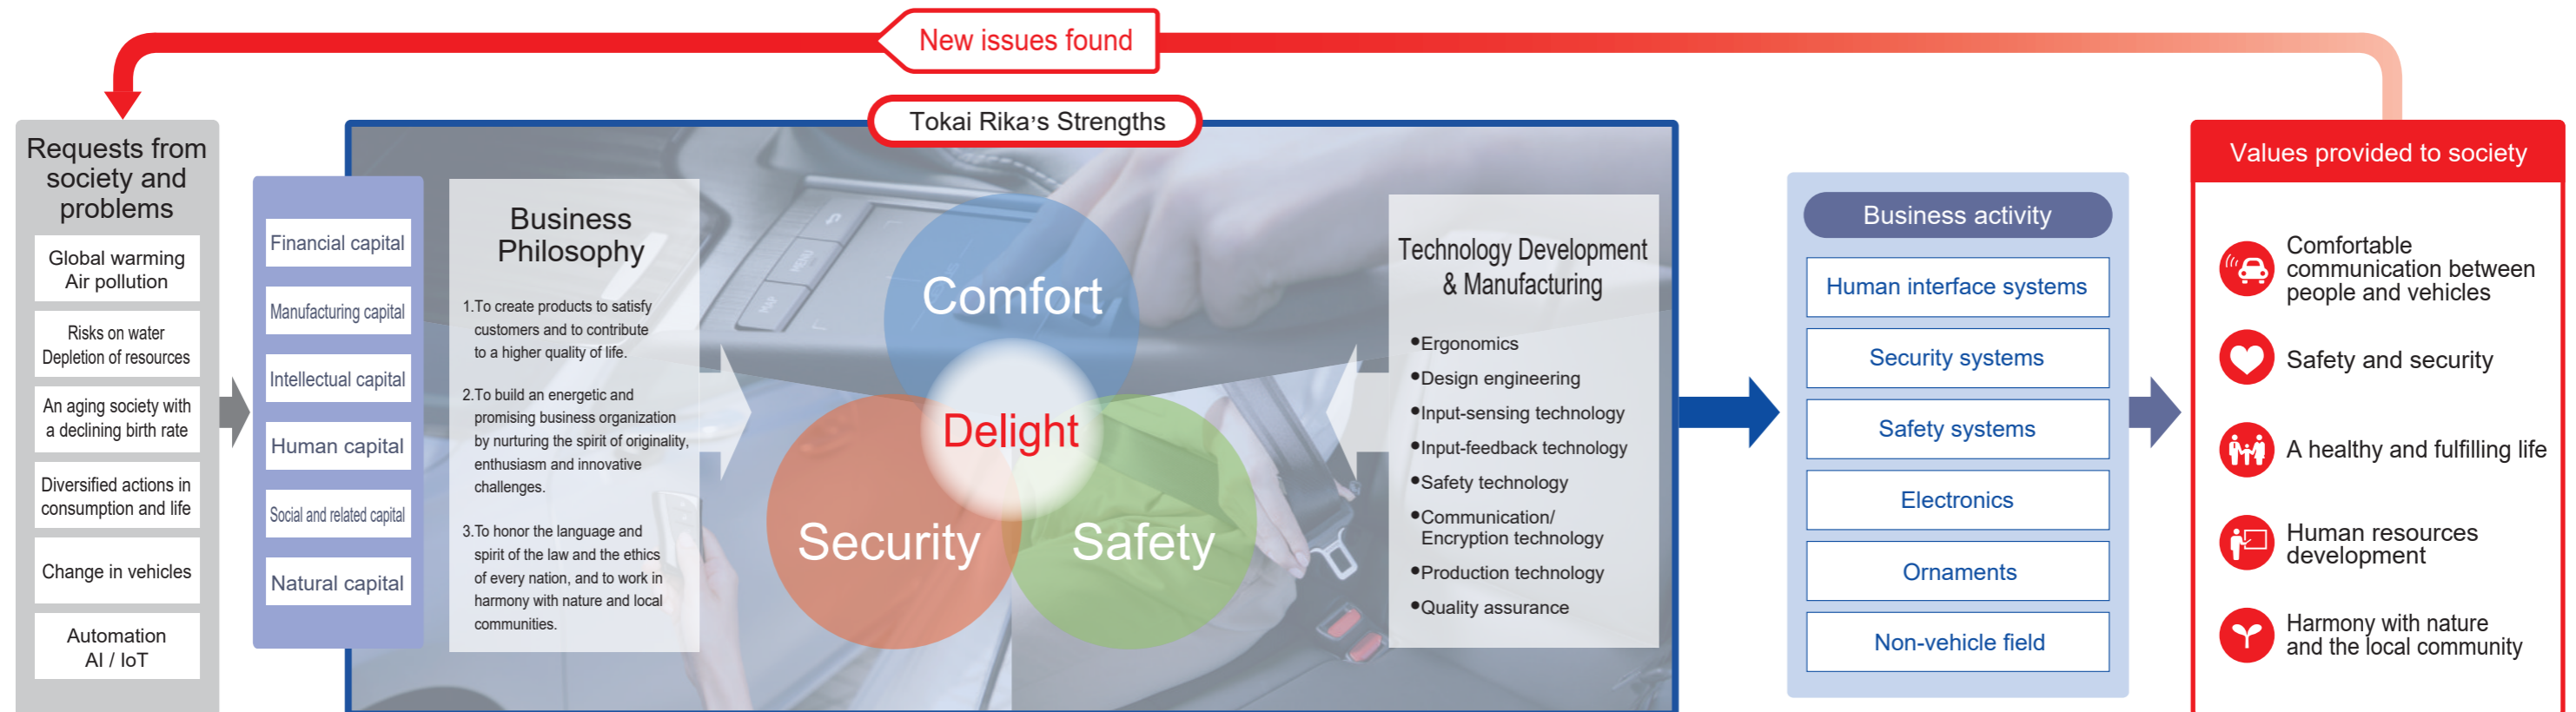 New issues found
Tokai Rika's Strengths
Requests from
society and
problems
Global warming
Air pollution
Risks on water
Depletion of resources
An aging society with
a declining birth rate
Diversified actions in
consumption and life
Change in vehicles
Automation
AI / IoT
Financial capital
Manufacturing capital
Intellectual capital
Human capital
Social and related capital
Natural capital
Business
Philosophy
1.To create products to satisfy
customers and to contribute
to a higher quality of life.
2.To build an energetic and
promising business organization
by nurturing the spirit of originality,
enthusiasm and innovative
challenges.
3.To honor the language and
spirit of the law and the ethics
of every nation, and to work in
harmony with nature and local
communities.
MENU
MAP
Comfort
Delight
Security
Safety
Technology Development
& Manufacturing
•Ergonomics
•Design engineering
•Input-sensing technology
•Input-feedback technology
•Safety technology
•Communication/
Encryption technology
•Production technology
•Quality assurance
Business activity
Human interface systems
Security systems
Safety systems
Electronics
Ornaments
Non-vehicle field
Values provided to society
Comfortable
communication between
people and vehicles
Safety and security
A healthy and fulfilling life
Human resources
development
Harmony with nature
and the local community